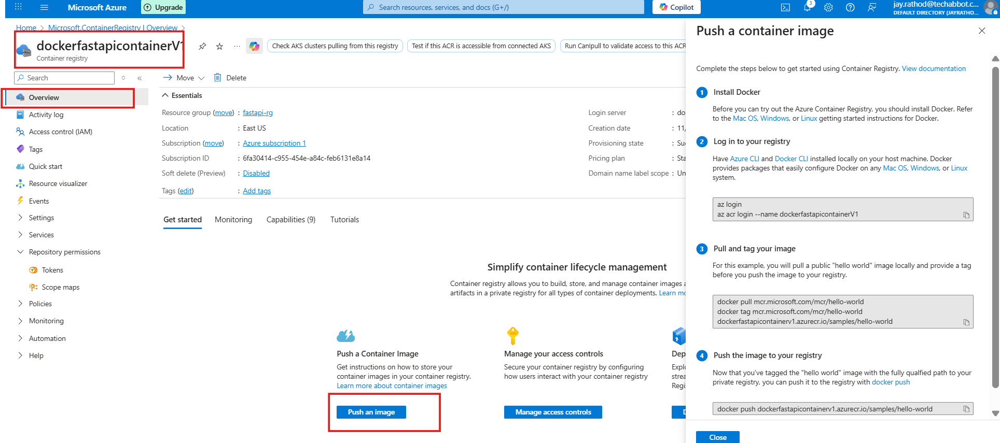 Microsoft Azure
Upgrade
Search resources, services, and docs (G+/)
Copilot
3
jay.rathod@techabbot.c...
DEFAULT DIRECTORY (JAYRATHO...
Home > Microsoft.ContainerRegistry | Overview >
dockerfastapicontainerV1
Container registry
Check AKS clusters pulling from this registry
Test if this ACR is accessible from connected AKS
Run CanIpull to validate access to this ACR
Search
Overview
Activity log
Access control (IAM)
Tags
Quick start
Resource visualizer
Events
Settings
Services
Repository permissions
Tokens
Scope maps
Policies
Monitoring
Automation
Help
Move
Delete
Essentials
Resource group (move) : fastapi-rg
Location : East US
Subscription (move) : Azure subscription 1
Subscription ID : 6fa30414-c955-454e-a84c-feb6131e8a14
Soft delete (Preview) : Disabled
Tags (edit) : Add tags
Login server : do
Creation date : 11/
Provisioning state : Su
Pricing plan : Sta
Domain name label scope : Un
Get started
Monitoring
Capabilities (9)
Tutorials
Simplify container lifecycle management
Container registry allows you to build, store, and manage container images a
artifacts in a private registry for all types of container deployments. Learn mo
Push a Container Image
Get instructions on how to store your
container images in your container registry.
Learn more about container images
Push an image
Manage your access controls
Secure your container registry by configuring
how users interact with your container registry
Manage access controls
Dep
Explo
strea
Regi
D
Push a container image
Complete the steps below to get started using Container Registry. View documentation
1 Install Docker
Before you can try out the Azure Container Registry, you should install Docker. Refer
to the Mac OS, Windows, or Linux getting started instructions for Docker.
2 Log in to your registry
Have Azure CLI and Docker CLI installed locally on your host machine. Docker
provides packages that easily configure Docker on any Mac OS, Windows, or Linux
system.
az login
az acr login --name dockerfastapicontainerV1
3 Pull and tag your image
For this example, you will pull a public "hello world" image locally and provide a tag
before you push the image to your registry.
docker pull mcr.microsoft.com/mcr/hello-world
docker tag mcr.microsoft.com/mcr/hello-world
dockerfastapicontainerv1.azurecr.io/samples/hello-world
4 Push the image to your registry
Now that you've tagged the "hello world" image with the fully qualfied path to your
private registry, you can push it to the registry with docker push
docker push dockerfastapicontainerv1.azurecr.io/samples/hello-world
Close